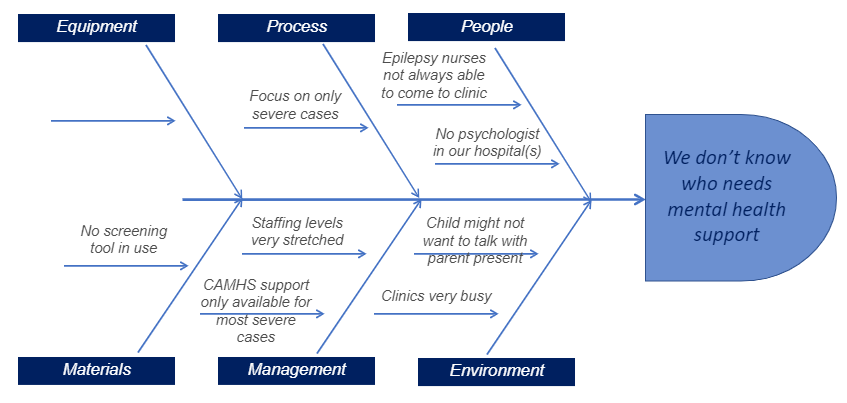 Equipment
Process
People
Epilepsy nurses
not always able
to come to clinic
Focus on only
severe cases
No psychologist
in our hospital(s)
We don’t know
who needs
mental health
support
No screening
tool in use
Staffing levels
very stretched
Child might not
want to talk with
parent present
CAMHS support
only available for
most severe
cases
Clinics very busy
Materials
Management
Environment